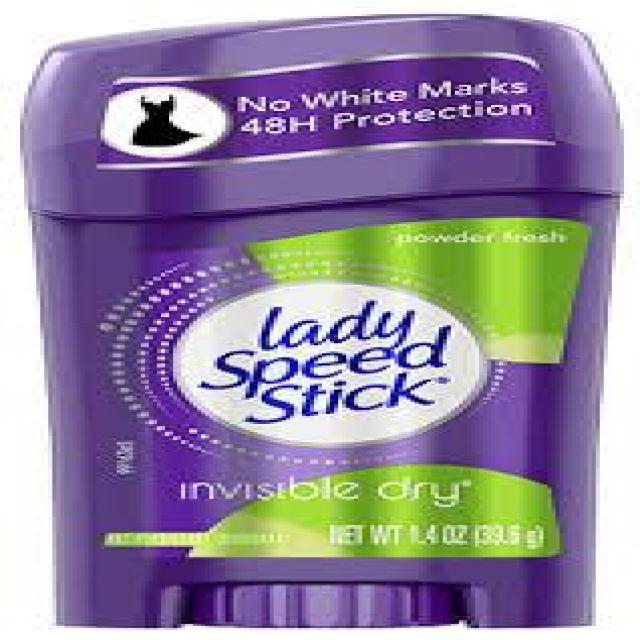 No White Marks
48H Protection
powder fresh
lady
Speed
Stick®
invisible dry®
NET WT 1.4 OZ (39.6 g)